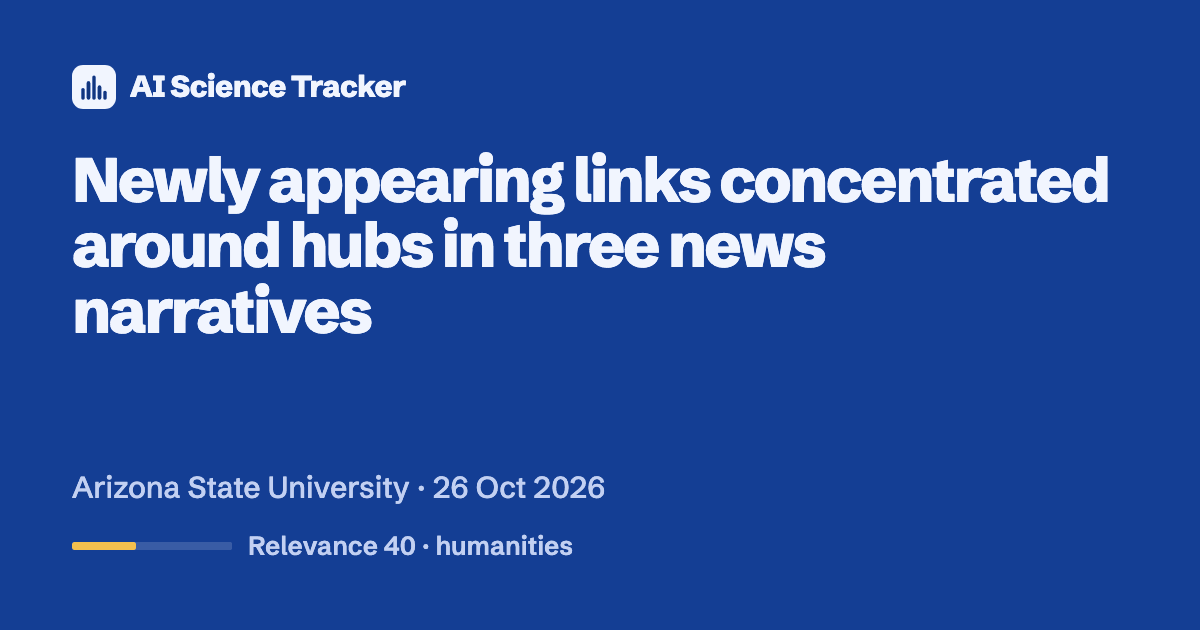 AI Science Tracker
Newly appearing links concentrated
around hubs in three news
narratives
Arizona State University · 26 Oct 2026
Relevance 40 · humanities